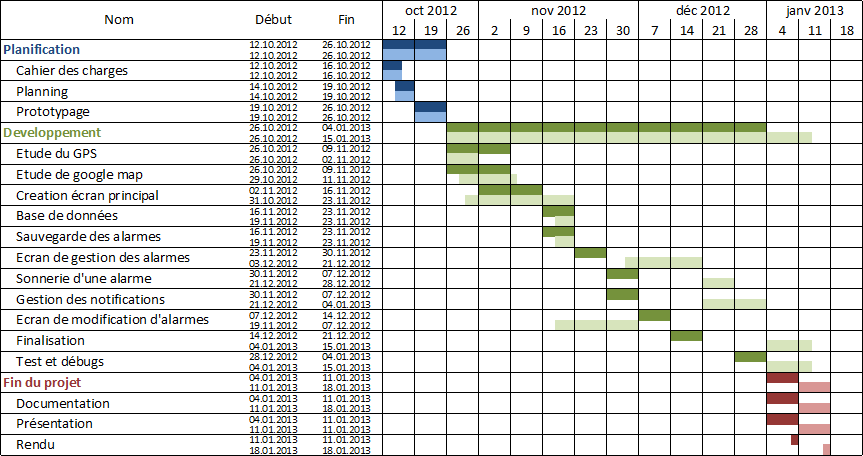 Nom Début Fin oct 2012 nov 2012 déc 2012 janv 2013
12 19 26 2 9 16 23 30 7 14 21 28 4 11 18
Planification 12.10.2012 26.10.2012
12.10.2012 26.10.2012
Cahier des charges 12.10.2012 16.10.2012
12.10.2012 16.10.2012
Planning 14.10.2012 19.10.2012
14.10.2012 19.10.2012
Prototypage 19.10.2012 26.10.2012
19.10.2012 26.10.2012
Developpement 26.10.2012 04.01.2013
26.10.2012 15.01.2013
Etude du GPS 26.10.2012 09.11.2012
26.10.2012 02.11.2012
Etude de google map 26.10.2012 09.11.2012
29.10.2012 11.11.2012
Creation écran principal 02.11.2012 16.11.2012
31.10.2012 23.11.2012
Base de données 16.11.2012 23.11.2012
19.11.2012 23.11.2012
Sauvegarde des alarmes 16.11.2012 23.11.2012
19.11.2012 23.11.2012
Ecran de gestion des alarmes 23.11.2012 30.11.2012
03.12.2012 21.12.2012
Sonnerie d'une alarme 30.11.2012 07.12.2012
21.12.2012 28.12.2012
Gestion des notifications 30.11.2012 07.12.2012
21.12.2012 04.01.2013
Ecran de modification d'alarmes 07.12.2012 14.12.2012
19.11.2012 07.12.2012
Finalisation 14.12.2012 21.12.2012
04.01.2013 15.01.2013
Test et débugs 28.12.2012 04.01.2013
04.01.2013 15.01.2013
Fin du projet 04.01.2013 11.01.2013
11.01.2013 18.01.2013
Documentation 04.01.2013 11.01.2013
11.01.2013 18.01.2013
Présentation 04.01.2013 11.01.2013
11.01.2013 18.01.2013
Rendu 11.01.2013 11.01.2013
18.01.2013 18.01.2013